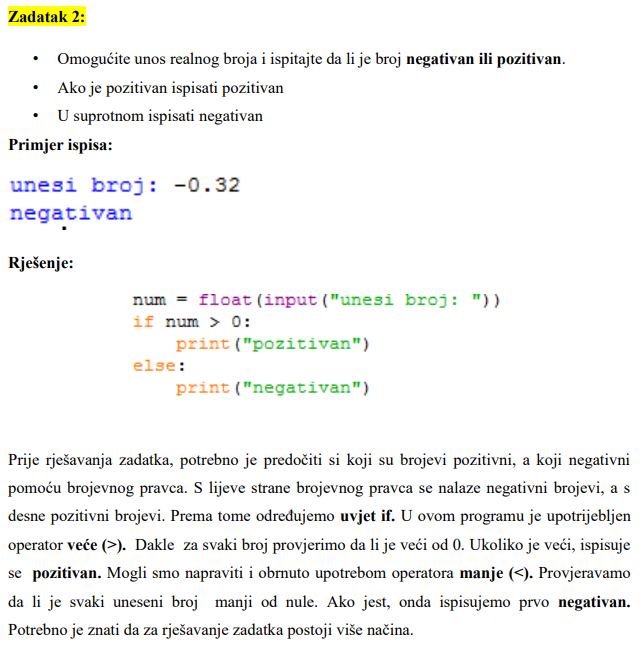 Zadatak 2:
• Omogućite unos realnog broja i ispitajte da li je broj negativan ili pozitivan.
• Ako je pozitivan ispisati pozitivan
• U suprotnom ispisati negativan
Primjer ispisa:
unesi broj: -0.32
negativan
Rješenje:
num = float(input("unesi broj: "))
if num > 0:
    print("pozitivan")
else:
    print("negativan")
Prije rješavanja zadatka, potrebno je predočiti si koji su brojevi pozitivni, a koji negativni
pomoću brojevnog pravca. S lijeve strane brojevnog pravca se nalaze negativni brojevi, a s
desne pozitivni brojevi. Prema tome određujemo uvjet if. U ovom programu je upotrijebljen
operator veće (>). Dakle za svaki broj provjerimo da li je veći od 0. Ukoliko je veći, ispisuje
se pozitivan. Mogli smo napraviti i obrnuto upotrebom operatora manje (<). Provjeravamo
da li je svaki uneseni broj manji od nule. Ako jest, onda ispisujemo prvo negativan.
Potrebno je znati da za rješavanje zadatka postoji više načina.